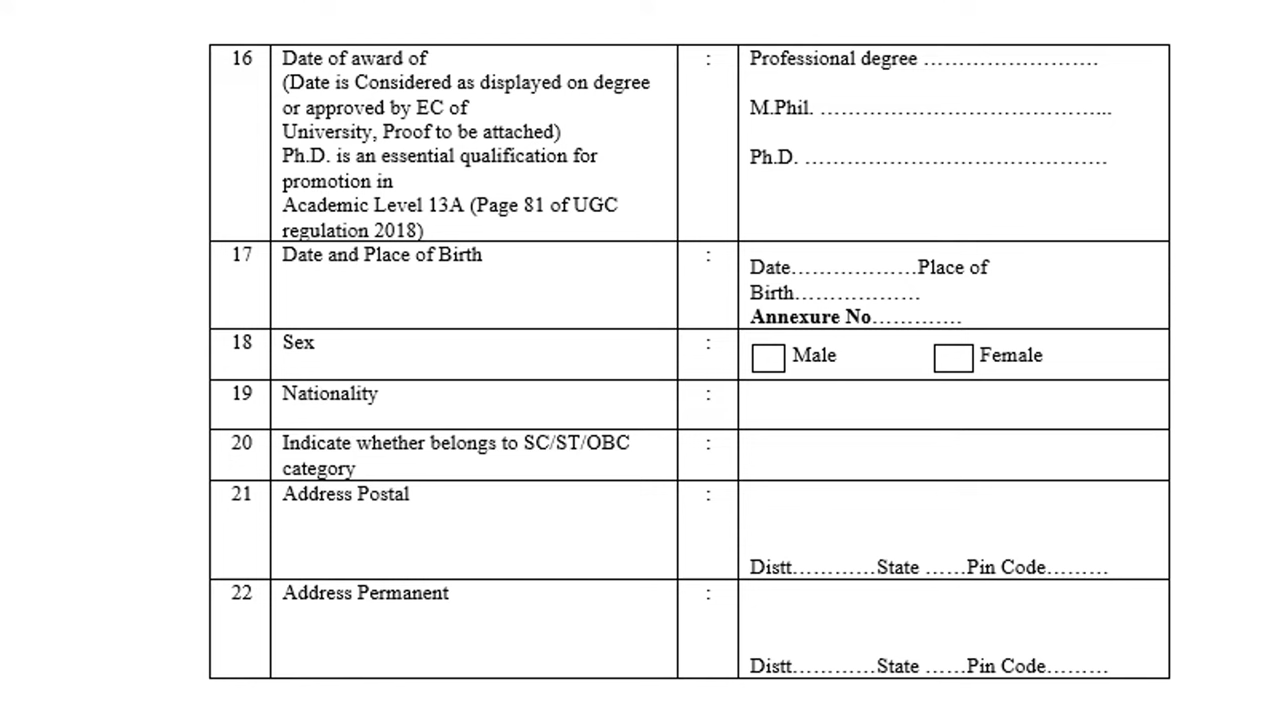 16 Date of award of : Professional degree …………………….
(Date is Considered as displayed on degree
or approved by EC of M.Phil. …………………………………...
University, Proof to be attached)
Ph.D. is an essential qualification for Ph.D. …………………………………….
promotion in
Academic Level 13A (Page 81 of UGC
regulation 2018)
17 Date and Place of Birth : Date………………Place of
Birth………………
Annexure No………….
18 Sex : Male Female
19 Nationality :
20 Indicate whether belongs to SC/ST/OBC :
category
21 Address Postal :
Distt…………State ……Pin Code………
22 Address Permanent :
Distt…………State ……Pin Code………